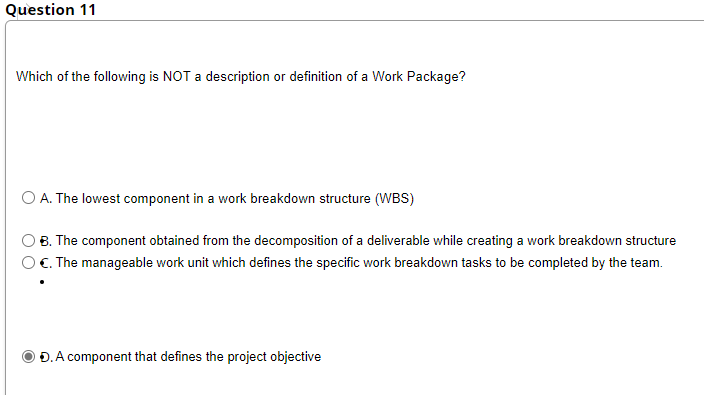 Question 11
Which of the following is NOT a description or definition of a Work Package?
A. The lowest component in a work breakdown structure (WBS)
B. The component obtained from the decomposition of a deliverable while creating a work breakdown structure
C. The manageable work unit which defines the specific work breakdown tasks to be completed by the team.
D. A component that defines the project objective